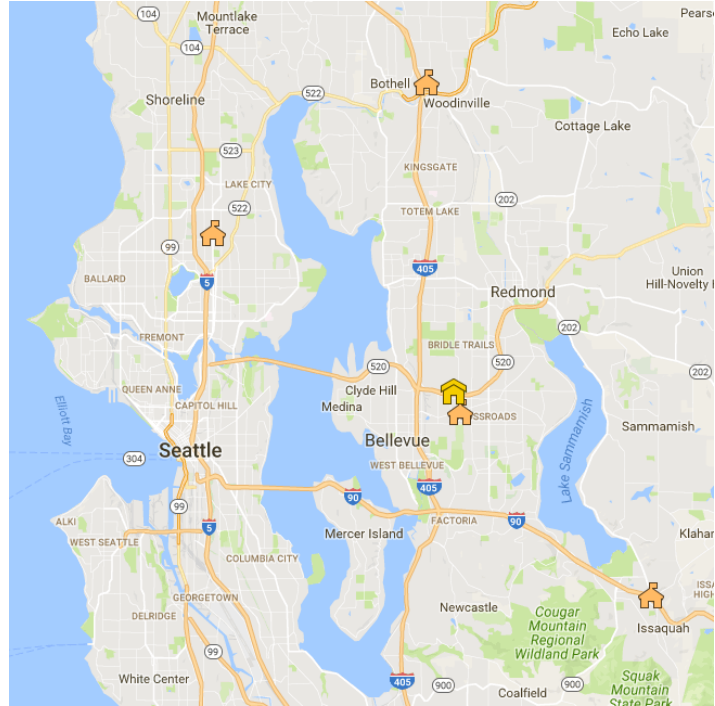 104
Mountlake
Terrace
Pearso
Echo Lake
104
Bothell
522
Woodinville
Shoreline
Cottage Lake
523
KINGSGATE
LAKE CITY
202
522
TOTEM LAKE
99
BALLARD
5
405
Redmond
Union
Hill-Novelty H
202
FREMONT
BRIDLE TRAILS
520
520
202
QUEEN ANNE
Clyde Hill
CAPITOL HILL
Medina
SSROADS
Elliott Bay
Bellevue
Sammamish
Seattle
304
WEST BELLEVUE
Lake Sammamish
405
90
99
ALKI
5
FACTORIA
90
WEST SEATTLE
Mercer Island
Klahan
COLUMBIA CITY
ISSA
HIGH
GEORGETOWN
Newcastle
DELRIDGE
Issaquah
Cougar
Mountain
Regional
Wildland Park
99
White Center
405
900
Coalfield
900
Squak
Mountain
State Park